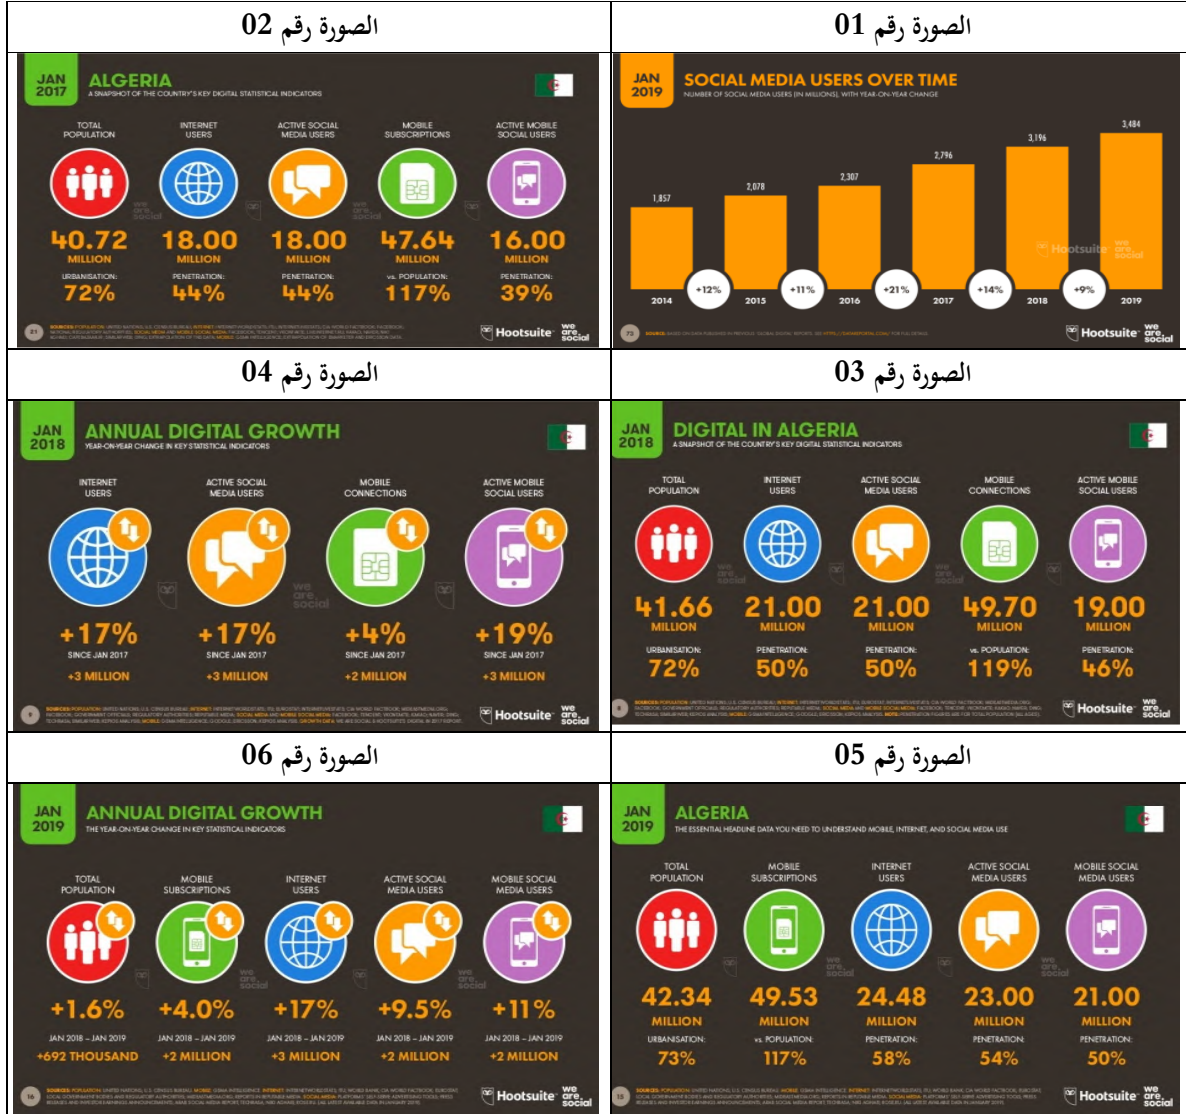 الصورة رقم 01
JAN
2019
SOCIAL MEDIA USERS OVER TIME
NUMBER OF SOCIAL MEDIA USERS (IN MILLIONS), WITH YEAR-ON-YEAR CHANGE
1,857
2,078
2,307
2,796
3,196
3,484
2014 +12% 2015 +11% 2016 +21% 2017 +14% 2018 +9% 2019
73
Hootsuite
we are social
الصورة رقم 02
JAN
2017
ALGERIA
A SNAPSHOT OF THE COUNTRY'S KEY DIGITAL STATISTICAL INDICATORS
TOTAL INTERNET ACTIVE SOCIAL MOBILE ACTIVE MOBILE
POPULATION USERS MEDIA USERS SUBSCRIPTIONS SOCIAL USERS
40.72 18.00 18.00 47.64 16.00
MILLION MILLION MILLION MILLION MILLION
URBANISATION: PENETRATION: PENETRATION: vs. POPULATION: PENETRATION:
72% 44% 44% 117% 39%
21
Hootsuite
we are social
الصورة رقم 03
JAN
2018
DIGITAL IN ALGERIA
A SNAPSHOT OF THE COUNTRY'S KEY DIGITAL STATISTICAL INDICATORS
TOTAL INTERNET ACTIVE SOCIAL MOBILE ACTIVE MOBILE
POPULATION USERS MEDIA USERS CONNECTIONS SOCIAL USERS
41.66 21.00 21.00 49.70 19.00
MILLION MILLION MILLION MILLION MILLION
URBANISATION: PENETRATION: PENETRATION: vs. POPULATION: PENETRATION:
72% 50% 50% 119% 46%
Hootsuite
we are social
الصورة رقم 04
JAN
2018
ANNUAL DIGITAL GROWTH
YEAR-ON-YEAR CHANGE IN KEY STATISTICAL INDICATORS
INTERNET ACTIVE SOCIAL MOBILE ACTIVE MOBILE
USERS MEDIA USERS CONNECTIONS SOCIAL USERS
+17% +17% +4% +19%
SINCE JAN 2017 SINCE JAN 2017 SINCE JAN 2017 SINCE JAN 2017
+3 MILLION +3 MILLION +2 MILLION +3 MILLION
Hootsuite
we are social
الصورة رقم 05
JAN
2019
ALGERIA
THE ESSENTIAL HEADLINE DATA YOU NEED TO UNDERSTAND MOBILE, INTERNET, AND SOCIAL MEDIA USE
TOTAL MOBILE INTERNET ACTIVE SOCIAL MOBILE SOCIAL
POPULATION SUBSCRIPTIONS USERS MEDIA USERS MEDIA USERS
42.34 49.53 24.48 23.00 21.00
MILLION MILLION MILLION MILLION MILLION
URBANISATION: vs. POPULATION: PENETRATION: PENETRATION: PENETRATION:
73% 117% 58% 54% 50%
15
Hootsuite
we are social
الصورة رقم 06
JAN
2019
ANNUAL DIGITAL GROWTH
THE YEAR-ON-YEAR CHANGE IN KEY STATISTICAL INDICATORS
TOTAL MOBILE INTERNET ACTIVE SOCIAL MOBILE SOCIAL
POPULATION SUBSCRIPTIONS USERS MEDIA USERS MEDIA USERS
+1.6% +4.0% +17% +9.5% +11%
JAN 2018 – JAN 2019 JAN 2018 – JAN 2019 JAN 2018 – JAN 2019 JAN 2018 – JAN 2019 JAN 2018 – JAN 2019
+692 THOUSAND +2 MILLION +3 MILLION +2 MILLION +2 MILLION
16
Hootsuite
we are social